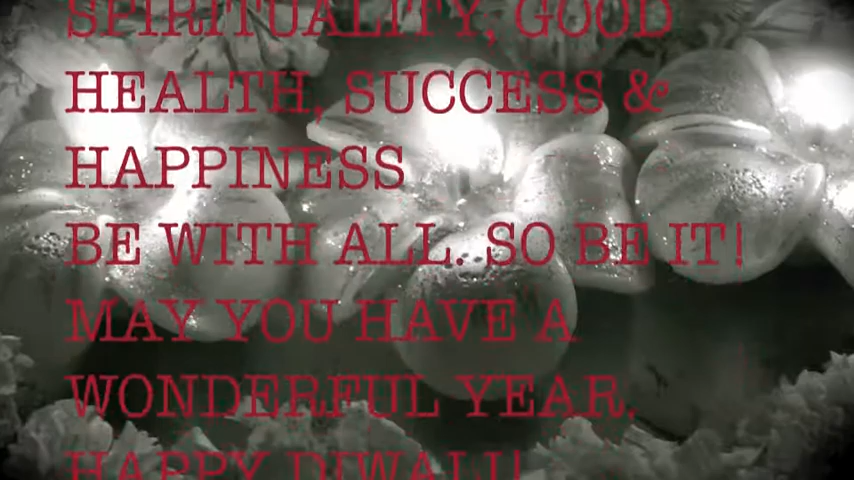 SPIRITUALITY, GOOD
HEALTH, SUCCESS &
HAPPINESS
BE WITH ALL. SO BE IT!
MAY YOU HAVE A
WONDERFUL YEAR.
HAPPY DIWALI!